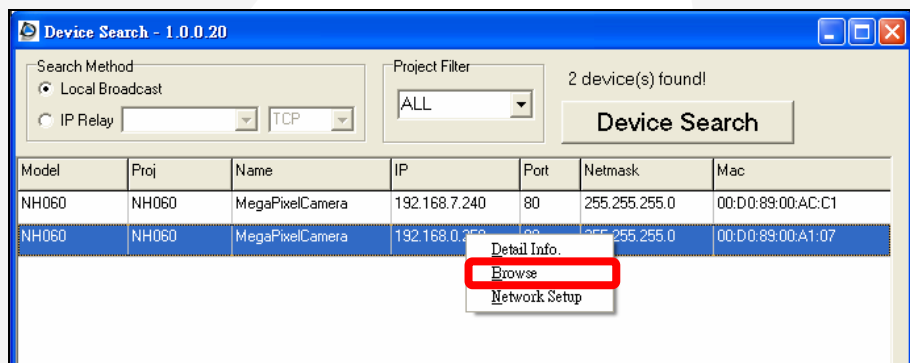 Device Search - 1.0.0.20
Search Method
Local Broadcast
IP Relay TCP
Project Filter
ALL
2 device(s) found!
Device Search
Model Proj Name IP Port Netmask Mac
NH060 NH060 MegaPixelCamera 192.168.7.240 80 255.255.255.0 00:D0:89:00:AC:C1
NH060 NH060 MegaPixelCamera 255.255.255.0 00:D0:89:00:A1:07
Detail Info.
Browse
Network Setup